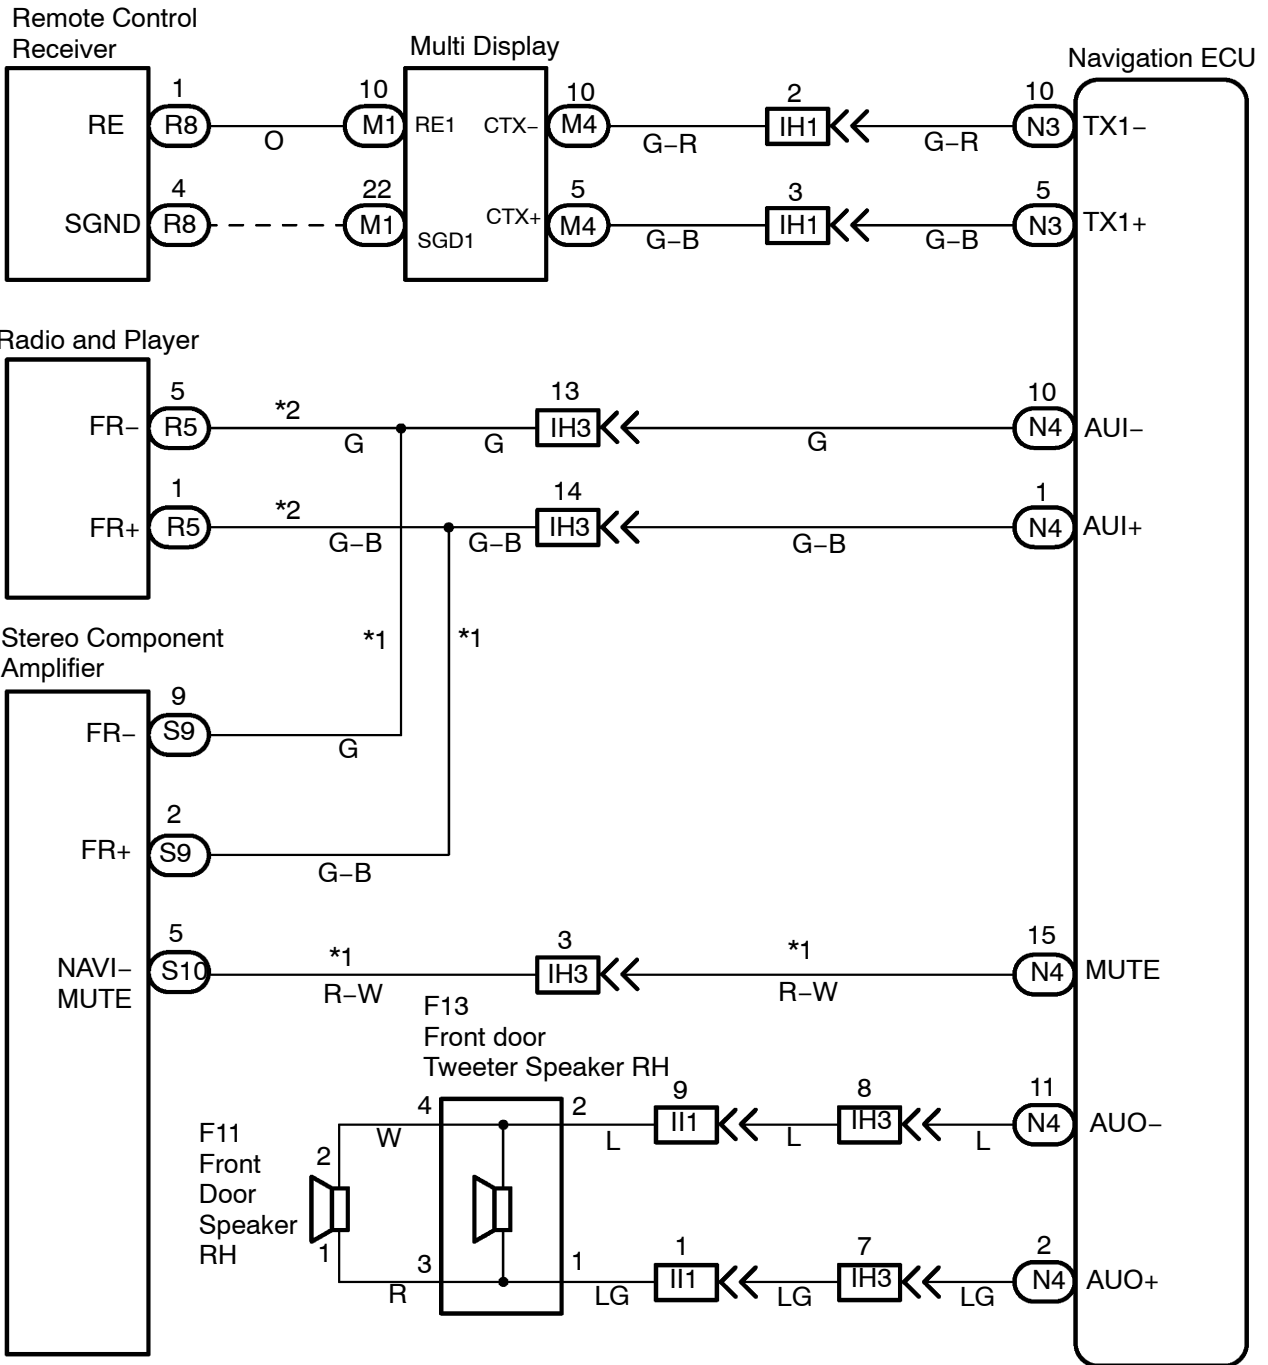 Remote Control
Receiver
Multi Display
Navigation ECU
1
10
10
2
10
RE
R8
O
M1
RE1
CTX−
M4
G−R
IH1
G−R
N3
TX1−
4
22
5
3
5
SGND
R8
M1
SGD1
CTX+
M4
G−B
IH1
G−B
N3
TX1+
Radio and Player
5
*2
13
10
FR−
R5
G
G
IH3
G
N4
AUI−
1
*2
14
1
FR+
R5
G−B
G−B
IH3
G−B
N4
AUI+
*1
*1
Stereo Component
Amplifier
9
FR−
S9
G
2
FR+
S9
G−B
5
*1
3
*1
15
NAVI−
MUTE
S10
R−W
IH3
R−W
N4
MUTE
F13
Front door
Tweeter Speaker RH
4
2
9
8
11
W
L
II1
L
IH3
L
N4
AUO−
F11
Front
Door
Speaker
RH
2
1
3
1
1
7
2
R
LG
II1
LG
IH3
LG
N4
AUO+